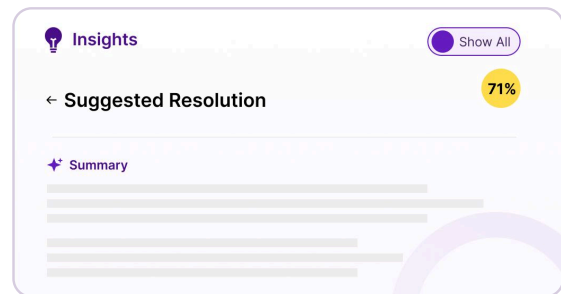 Insights
Show All
71%
← Suggested Resolution
Summary